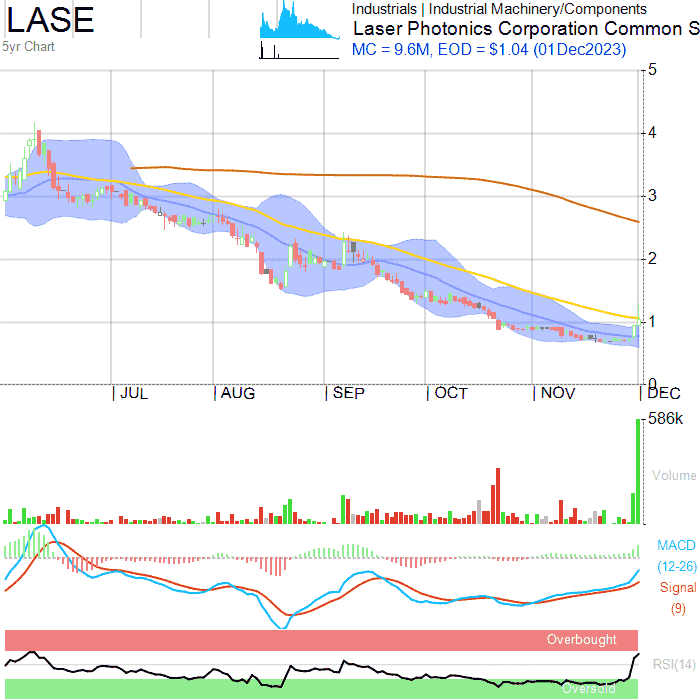 LASE
5yr Chart
Industrials | Industrial Machinery/Components
Laser Photonics Corporation Common S
MC = 9.6M, EOD = $1.04 (01Dec2023)
5
4
3
2
1
0
JUL AUG SEP OCT NOV DEC
586k
Volume
MACD
(12-26)
Signal
(9)
Overbought
RSI(14)
Oversold